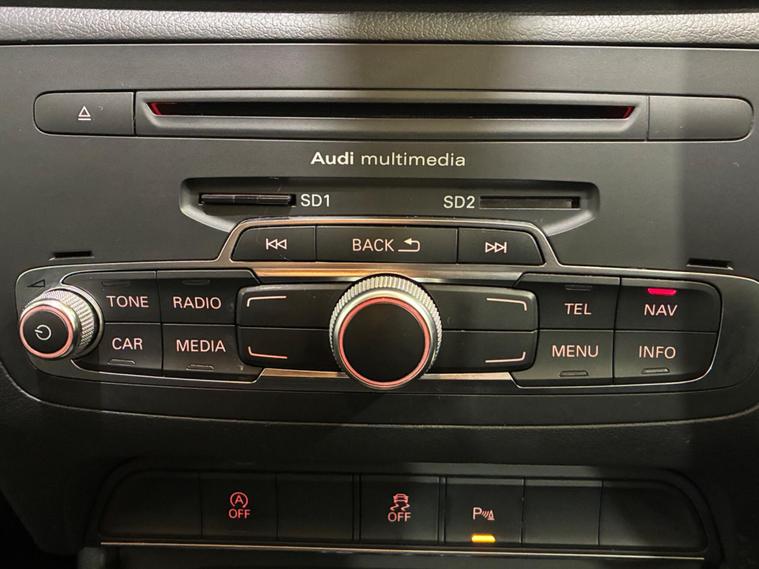 Audi multimedia
SD1 SD2
BACK
TONE RADIO TEL NAV
CAR MEDIA MENU INFO
A
OFF OFF P